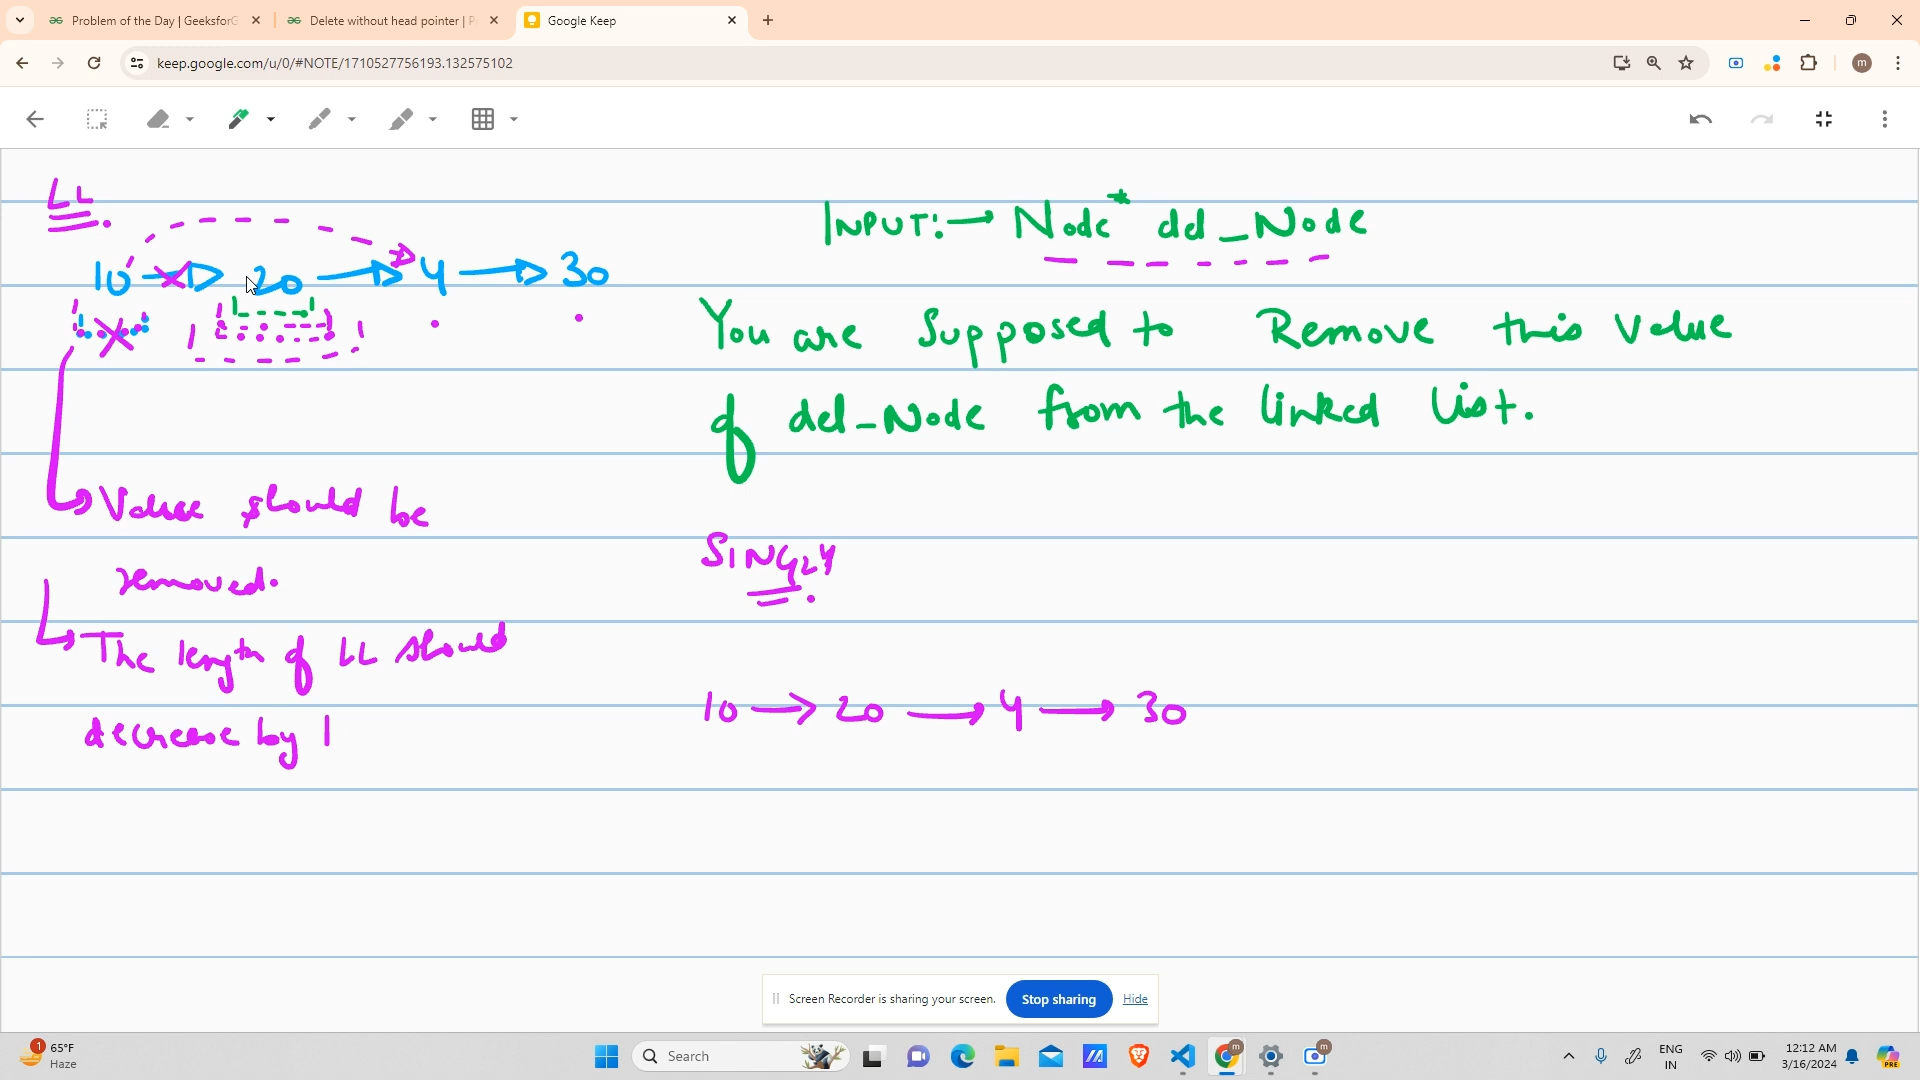 Problem of the Day | GeeksforG
Delete without head pointer | P
Google Keep
keep.google.com/u/0/#NOTE/1710527756193.132575102
LL
10 20 4 30
Value should be
removed.
The length of LL should
decrease by 1
INPUT:→ Node* del_Node
You are Supposed to Remove this Value
of del_Node from the linked list.
SINGLY
10 → 20 → 4 → 30
Screen Recorder is sharing your screen. Stop sharing Hide
1
65°F
Haze
Search
PRE
ENG
IN
12:12 AM
3/16/2024